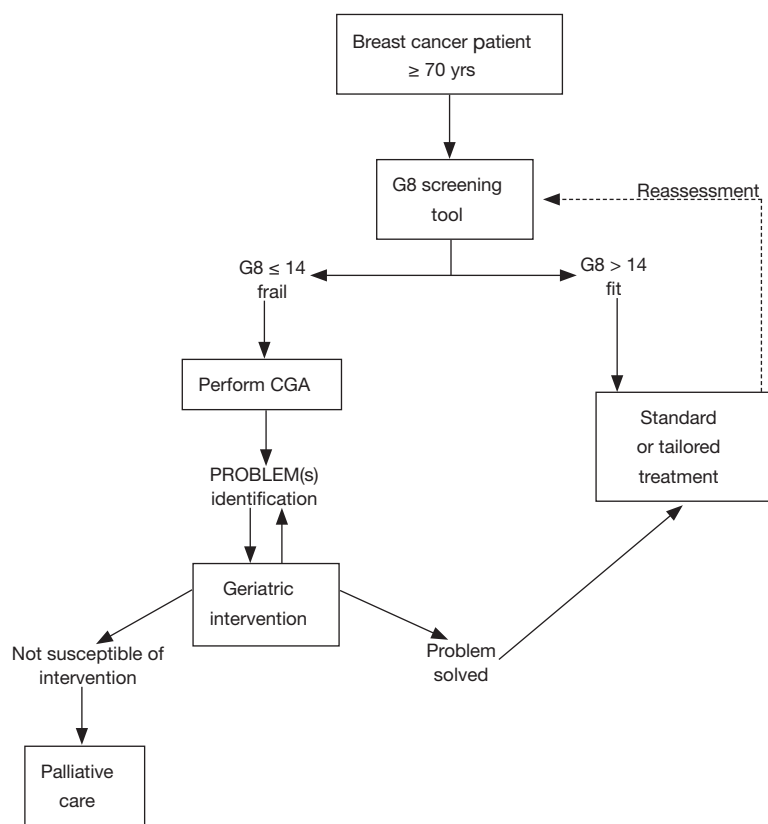 Breast cancer patient
≥ 70 yrs
G8 screening
tool
Reassessment
G8 ≤ 14
frail
G8 > 14
fit
Perform CGA
Standard
or tailored
treatment
PROBLEM(s)
identification
Geriatric
intervention
Not susceptible of
intervention
Problem
solved
Palliative
care